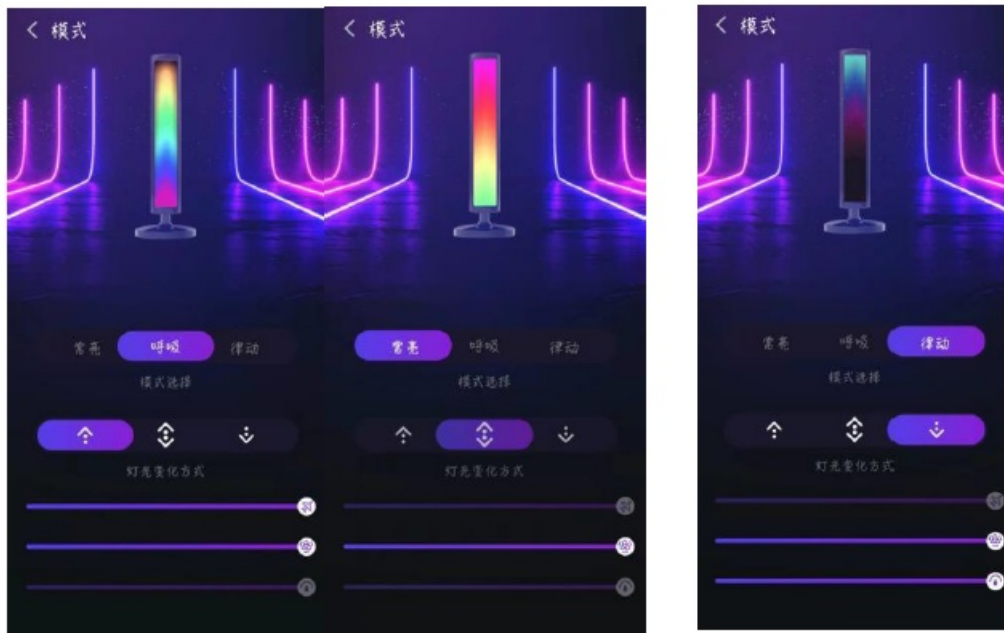 模式
常亮 呼吸 律动
模式选择
灯光变化方式
模式
常亮 呼吸 律动
模式选择
灯光变化方式
模式
常亮 呼吸 律动
模式选择
灯光变化方式